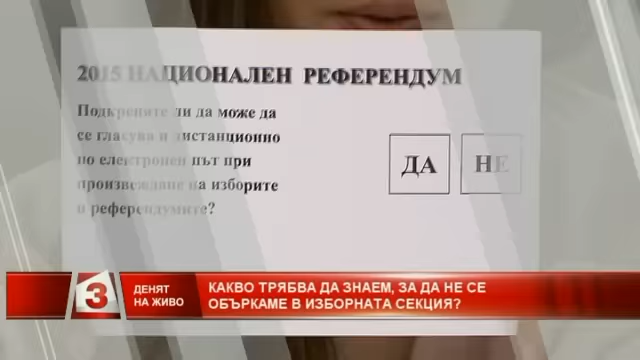 2015 НАЦИОНАЛЕН РЕФЕРЕНДУМ
Подкрепяте ли да може да
се гласува и дистанционно
по електронен път при
произвеждане на изборите
и референдумите?
ДА НЕ
3 ДЕНЯТ
НА ЖИВО
КАКВО ТРЯБВА ДА ЗНАЕМ, ЗА ДА НЕ СЕ
ОБЪРКАМЕ В ИЗБОРНАТА СЕКЦИЯ?